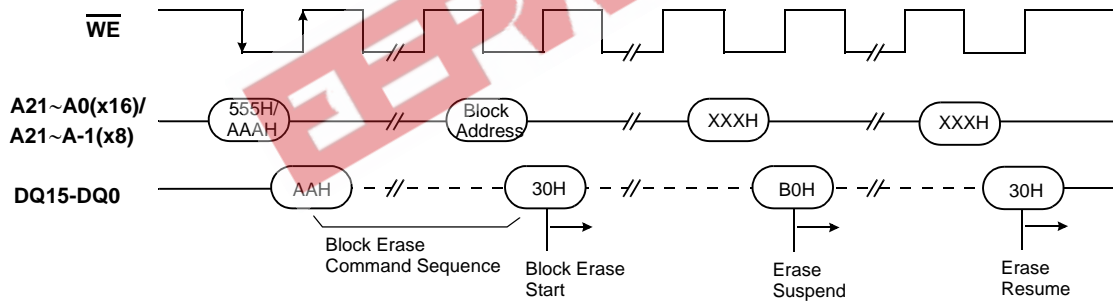 WE
A21~A0(x16)/
A21~A-1(x8)
555H/
AAAH
Block
Address
XXXH
XXXH
DQ15-DQ0
AAH
30H
B0H
30H
Block Erase
Command Sequence
Block Erase
Start
Erase
Suspend
Erase
Resume